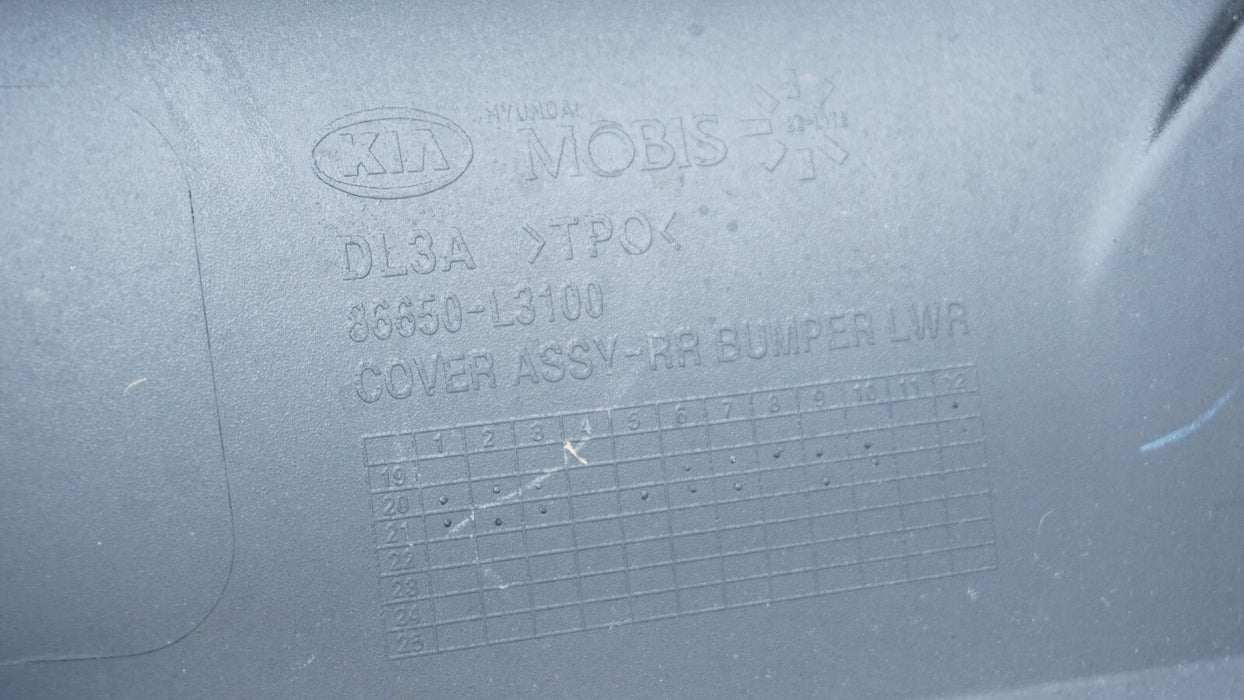 KIA HYUNDAI MOBIS
DL3A >TPO<
86650-L3100
COVER ASSY-RR BUMPER LWR
1 2 3 4 5 6 7 8 9 10 11 12
19
20
21
22
23
24
25